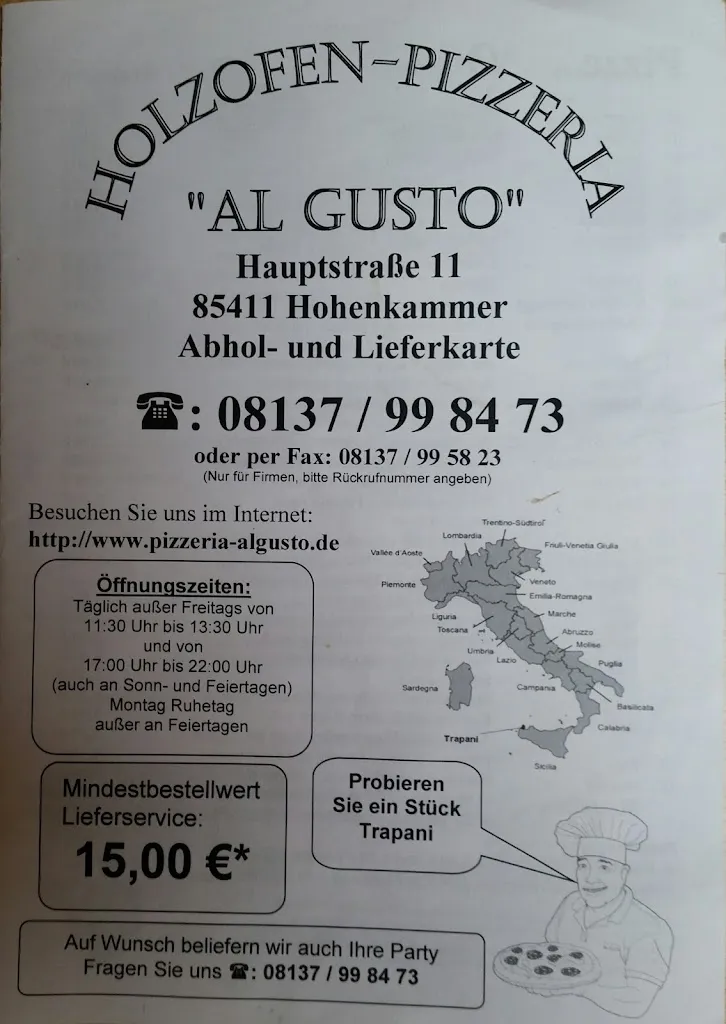 HOLZOFEN-PIZZERIA
"AL GUSTO"
Hauptstraße 11
85411 Hohenkammer
Abhol- und Lieferkarte
☎: 08137 / 99 84 73
oder per Fax: 08137 / 99 58 23
(Nur für Firmen, bitte Rückrufnummer angeben)
Besuchen Sie uns im Internet:
http://www.pizzeria-algusto.de
Öffnungszeiten:
Täglich außer Freitags von
11:30 Uhr bis 13:30 Uhr
und von
17:00 Uhr bis 22:00 Uhr
(auch an Sonn- und Feiertagen)
Montag Ruhetag
außer an Feiertagen
Trentino-Südtirol
Lombardia
Friuli-Venetia Giulia
Vallée d'Aoste
Piemonte
Veneto
Emilia-Romagna
Liguria
Marche
Toscana
Abruzzo
Umbria
Molise
Lazio
Puglia
Sardegna
Campania
Basilicata
Calabria
Trapani
Sicilia
Mindestbestellwert
Lieferservice:
15,00 €*
Probieren
Sie ein Stück
Trapani
Auf Wunsch beliefern wir auch Ihre Party
Fragen Sie uns ☎: 08137 / 99 84 73